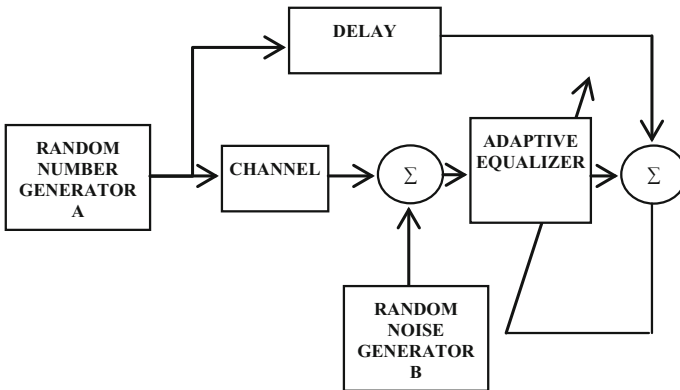 DELAY
RANDOM
NUMBER
GENERATOR
A
CHANNEL
Σ
ADAPTIVE
EQUALIZER
Σ
RANDOM
NOISE
GENERATOR
B